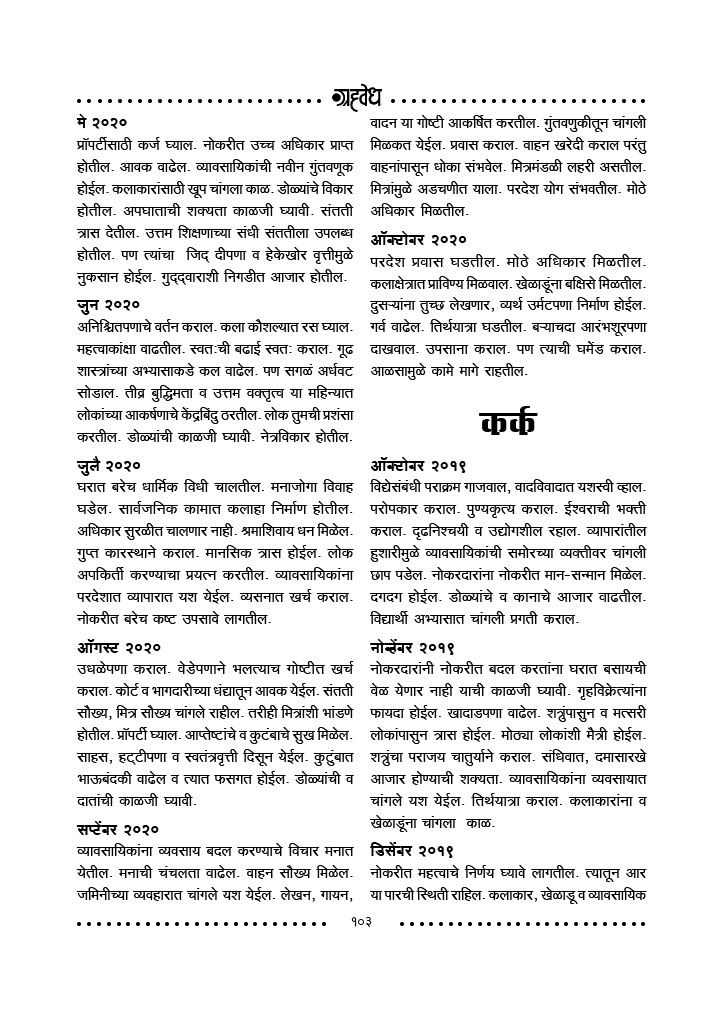 ग्रहवेध
मे २०२०
प्रॉपर्टीसाठी कर्ज घ्याल. नोकरीत उच्च अधिकार प्राप्त
होतील. आवक वाढेल. व्यावसायिकांची नवीन गुंतवणूक
होईल. कलाकारांसाठी खूप चांगला काळ. डोळ्यांचे विकार
होतील. अपघाताची शक्यता काळजी घ्यावी. संतती
त्रास देतील. उत्तम शिक्षणाच्या संधी संततीला उपलब्ध
होतील. पण त्यांचा जिद् दीपणा व हेकेखोर वृत्तीमुळे
नुकसान होईल. गुद्द्वाराशी निगडीत आजार होतील.
जुन २०२०
अनिश्चितपणाचे वर्तन कराल. कला कौशल्यात रस घ्याल.
महत्वाकांक्षा वाढतील. स्वत:ची बढाई स्वत: कराल. गूढ
शास्त्रांच्या अभ्यासाकडे कल वाढेल. पण सगळं अर्धवट
सोडाल. तीव्र बुद्धिमता व उत्तम वक्तृत्व या महिन्यात
लोकांच्या आकर्षणाचे केंद्रबिंदु ठरतील. लोक तुमची प्रशंसा
करतील. डोळ्यांची काळजी घ्यावी. नेत्रविकार होतील.
जुलै २०२०
घरात बरेच धार्मिक विधी चालतील. मनाजोगा विवाह
घडेल. सार्वजनिक कामात कलाहा निर्माण होतील.
अधिकार सुरळीत चालणार नाही. श्रमाशिवाय धन मिळेल.
गुप्त कारस्थाने कराल. मानसिक त्रास होईल. लोक
अपकिर्ती करण्याचा प्रयत्न करतील. व्यावसायिकांना
परदेशात व्यापारात यश येईल. व्यसनात खर्च कराल.
नोकरीत बरेच कष्ट उपसावे लागतील.
ऑगस्ट २०२०
उधळेपणा कराल. वेडेपणाने भलत्याच गोष्टीत खर्च
कराल. कोर्ट व भागदारीच्या धंद्यातून आवक येईल. संतती
सौख्य, मित्र सौख्य चांगले राहील. तरीही मित्रांशी भांडणे
होतील. प्रॉपर्टी घ्याल. आप्तेष्टांचे व कुटंबाचे सुख मिळेल.
साहस, हट्टीपणा व स्वतंत्रवृत्ती दिसून येईल. कुटुंबात
भाऊबंदकी वाढेल व त्यात फसगत होईल. डोळ्यांची व
दातांची काळजी घ्यावी.
सप्टेंबर २०२०
व्यावसायिकांना व्यवसाय बदल करण्याचे विचार मनात
येतील. मनाची चंचलता वाढेल. वाहन सौख्य मिळेल.
जमिनीच्या व्यवहारात चांगले यश येईल. लेखन, गायन,
वादन या गोष्टी आकर्षित करतील. गुंतवणुकीतून चांगली
मिळकत येईल. प्रवास कराल. वाहन खरेदी कराल परंतु
वाहनांपासून धोका संभवेल. मित्रमंडळी लहरी असतील.
मित्रांमुळे अडचणीत याला. परदेश योग संभवतील. मोठे
अधिकार मिळतील.
ऑक्टोबर २०२०
परदेश प्रवास घडतील. मोठे अधिकार मिळतील.
कलाक्षेत्रात प्राविण्य मिळवाल. खेळाडूंना बक्षिसे मिळतील.
दुसऱ्यांना तुच्छ लेखणार, व्यर्थ उर्मटपणा निर्माण होईल.
गर्व वाढेल. तिर्थयात्रा घडतील. बऱ्याचदा आरंभशूरपणा
दाखवाल. उपसाना कराल. पण त्याची घमेंड कराल.
आळसामुळे कामे मागे राहतील.
कर्क
ऑक्टोबर २०१९
विद्येसंबंधी पराक्रम गाजवाल, वादविवादात यशस्वी व्हाल.
परोपकार कराल. पुण्यकृत्य कराल. ईश्वराची भक्ती
कराल. दृढनिश्चयी व उद्योगशील रहाल. व्यापारांतील
हुशारीमुळे व्यावसायिकांची समोरच्या व्यक्तीवर चांगली
छाप पडेल. नोकरदारांना नोकरीत मान-सन्मान मिळेल.
दगदग होईल. डोळ्यांचे व कानाचे आजार वाढतील.
विद्यार्थी अभ्यासात चांगली प्रगती कराल.
नोव्हेंबर २०१९
नोकरदारांनी नोकरीत बदल करतांना घरात बसायची
वेळ येणार नाही याची काळजी घ्यावी. गृहविक्रेत्यांना
फायदा होईल. खादाडपणा वाढेल. शत्रुंपासुन व मत्सरी
लोकांपासुन त्रास होईल. मोठ्या लोकांशी मैत्री होईल.
शत्रुंचा पराजय चातुर्याने कराल. संधिवात, दमासारखे
आजार होण्याची शक्यता. व्यावसायिकांना व्यवसायात
चांगले यश येईल. तिर्थयात्रा कराल. कलाकारांना व
खेळाडूंना चांगला काळ.
डिसेंबर २०१९
नोकरीत महत्वाचे निर्णय घ्यावे लागतील. त्यातून आर
या पारची स्थिती राहिल. कलाकार, खेळाडू व व्यावसायिक
१०३